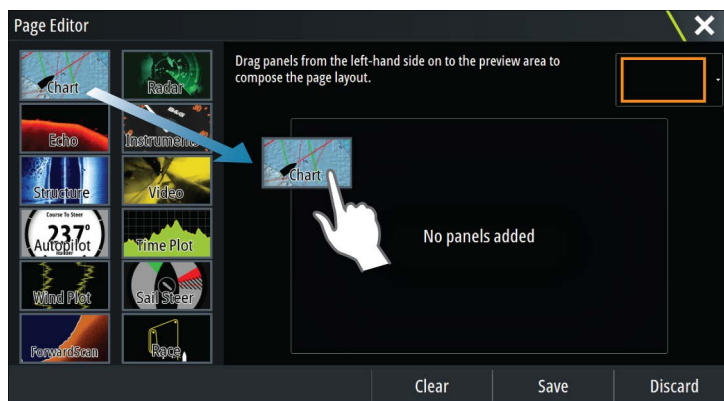 Page Editor
Drag panels from the left-hand side on to the preview area to
compose the page layout.
Chart
Radar
Echo
Instruments
Structure
Video
Course To Steer
237°
Autopilot
Time Plot
Wind Plot
Sail Steer
ForwardScan
Race
Chart
No panels added
Clear
Save
Discard